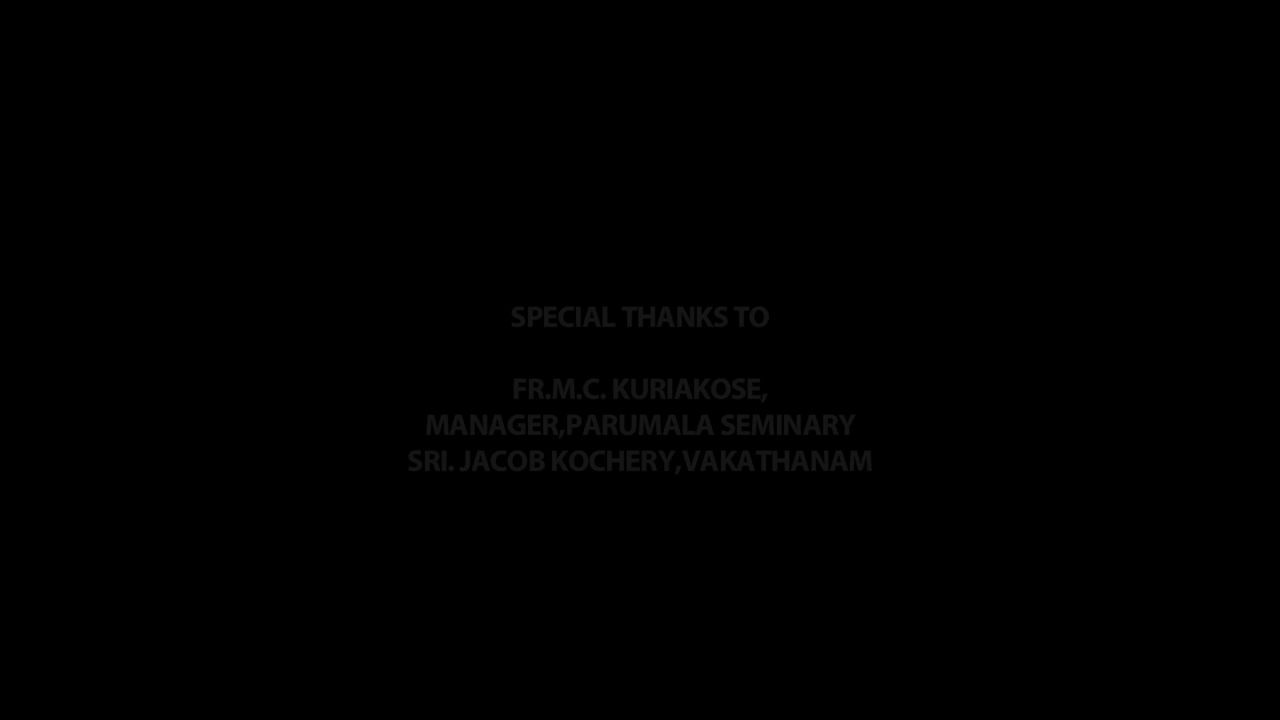 SPECIAL THANKS TO
FR.M.C. KURIAKOSE,
MANAGER,PARUMALA SEMINARY
SRI. JACOB KOCHERY,VAKATHANAM